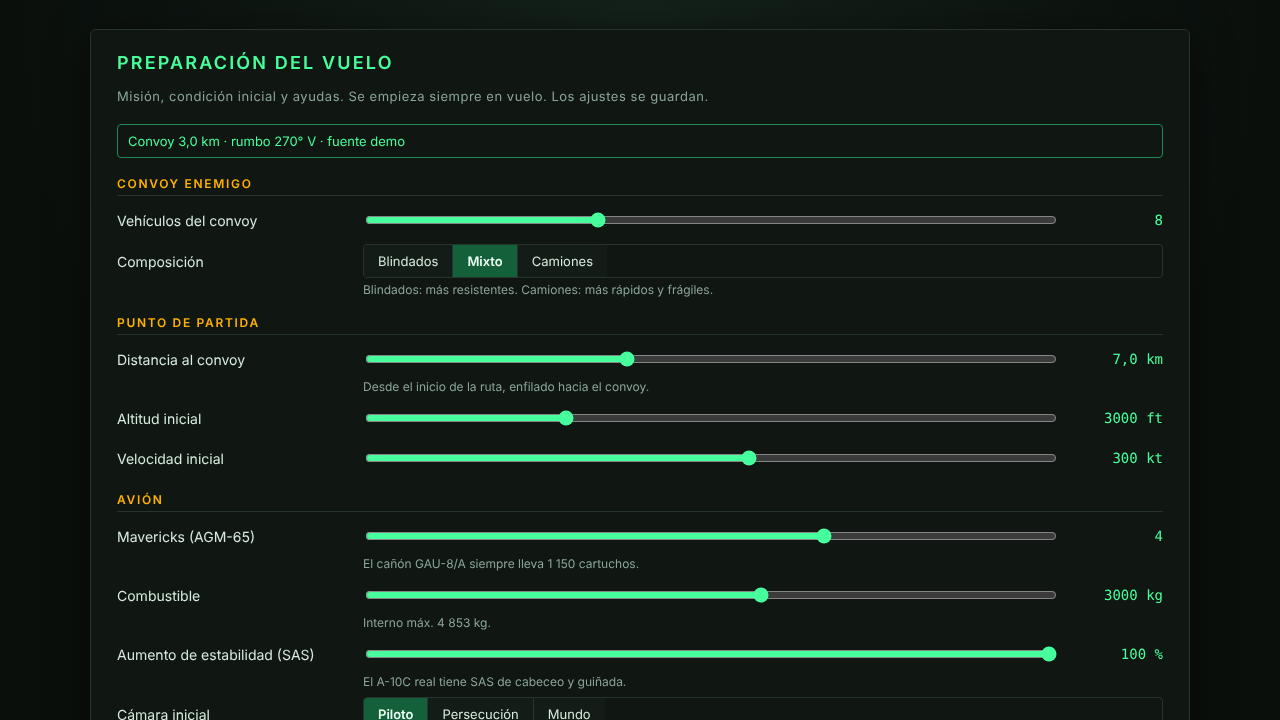 PREPARACIÓN DEL VUELO
Misión, condición inicial y ayudas. Se empieza siempre en vuelo. Los ajustes se guardan.
Convoy 3,0 km · rumbo 270° V · fuente demo
CONVOY ENEMIGO
Vehículos del convoy 8
Composición Blindados Mixto Camiones
Blindados: más resistentes. Camiones: más rápidos y frágiles.
PUNTO DE PARTIDA
Distancia al convoy 7,0 km
Desde el inicio de la ruta, enfilado hacia el convoy.
Altitud inicial 3000 ft
Velocidad inicial 300 kt
AVIÓN
Mavericks (AGM-65) 4
El cañón GAU-8/A siempre lleva 1 150 cartuchos.
Combustible 3000 kg
Interno máx. 4 853 kg.
Aumento de estabilidad (SAS) 100 %
El A-10C real tiene SAS de cabeceo y guiñada.
Cámara inicial Piloto Persecución Mundo